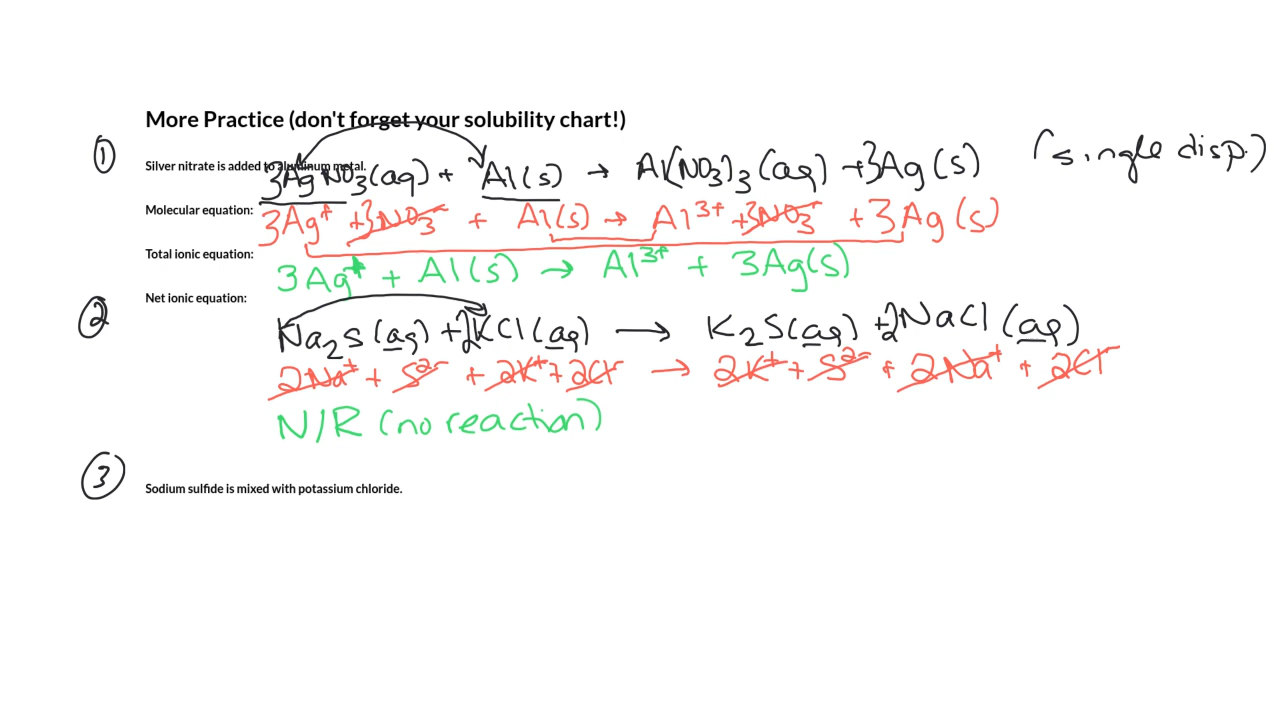 More Practice (don't forget your solubility chart!)
① Silver nitrate is added to aluminum metal.
3AgNO₃(aq) + Al(s) → Al(NO₃)₃(aq) + 3Ag(s) (single disp.)
Molecular equation: 3Ag⁺ + 3NO₃⁻ + Al(s) → Al³⁺ + 3NO₃⁻ + 3Ag(s)
Total ionic equation: 3Ag⁺ + Al(s) → Al³⁺ + 3Ag(s)
Net ionic equation:
② Na₂S(aq) + 2KCl(aq) → K₂S(aq) + 2NaCl(aq)
2Na⁺ + S²⁻ + 2K⁺ + 2Cl⁻ → 2K⁺ + S²⁻ + 2Na⁺ + 2Cl⁻
N/R (no reaction)
③ Sodium sulfide is mixed with potassium chloride.